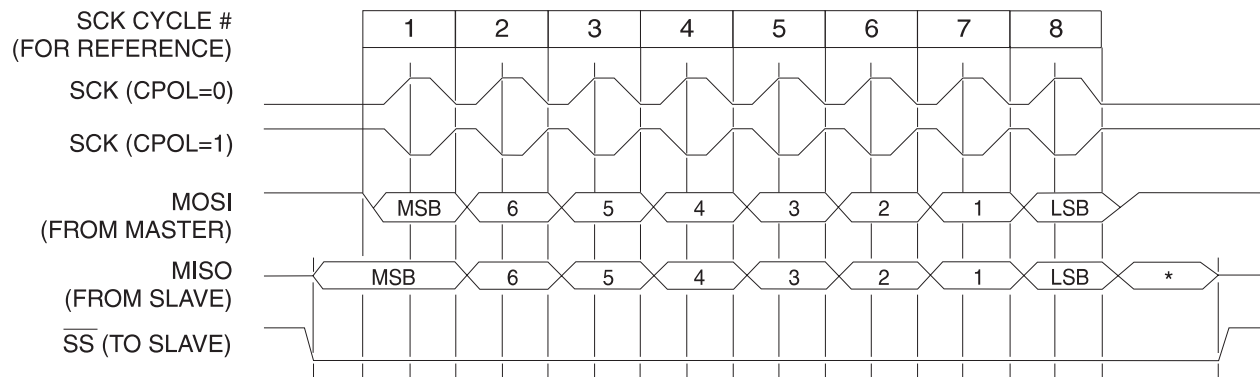 SCK CYCLE #
(FOR REFERENCE)
1 2 3 4 5 6 7 8
SCK (CPOL=0)
SCK (CPOL=1)
MOSI
(FROM MASTER)
MSB 6 5 4 3 2 1 LSB
MISO
(FROM SLAVE)
MSB 6 5 4 3 2 1 LSB *
SS (TO SLAVE)